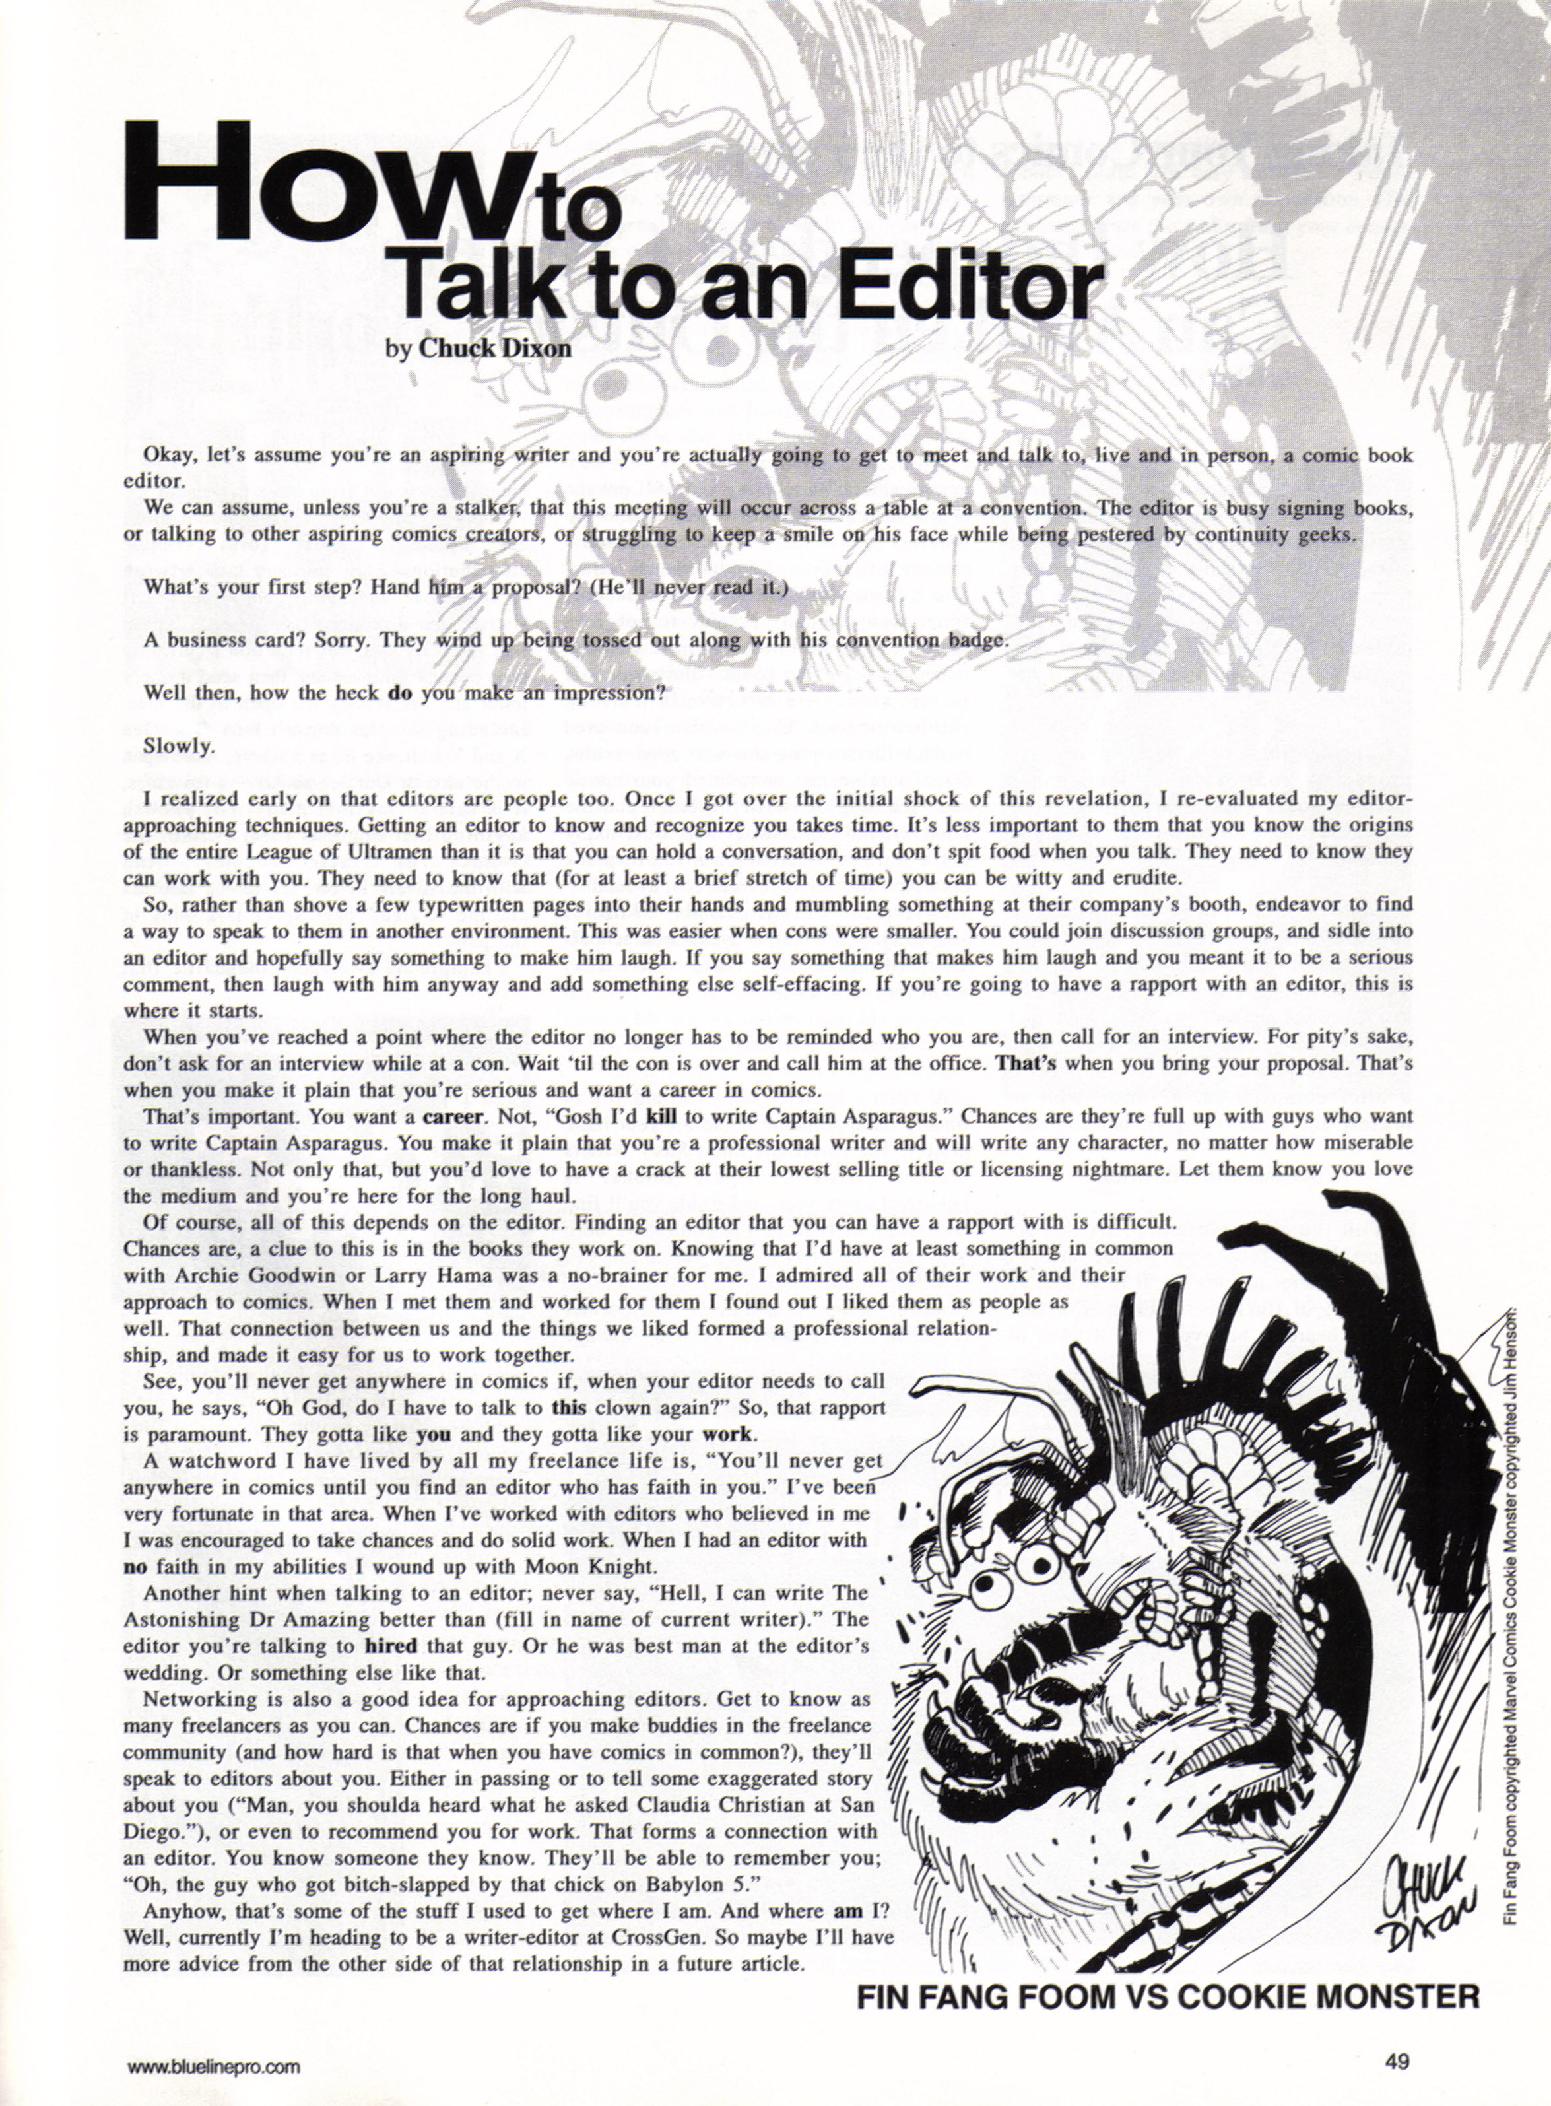 How to
Talk to an Editor
by Chuck Dixon
Okay, let's assume you're an aspiring writer and you're actually going to get to meet and talk to, live and in person, a comic book
editor.
We can assume, unless you're a stalker, that this meeting will occur across a table at a convention. The editor is busy signing books,
or talking to other aspiring comics creators, or struggling to keep a smile on his face while being pestered by continuity geeks.
What's your first step? Hand him a proposal? (He'll never read it.)
A business card? Sorry. They wind up being tossed out along with his convention badge.
Well then, how the heck do you make an impression?
Slowly.
I realized early on that editors are people too. Once I got over the initial shock of this revelation, I re-evaluated my editor-
approaching techniques. Getting an editor to know and recognize you takes time. It's less important to them that you know the origins
of the entire League of Ultramen than it is that you can hold a conversation, and don't spit food when you talk. They need to know they
can work with you. They need to know that (for at least a brief stretch of time) you can be witty and erudite.
So, rather than shove a few typewritten pages into their hands and mumbling something at their company's booth, endeavor to find
a way to speak to them in another environment. This was easier when cons were smaller. You could join discussion groups, and sidle into
an editor and hopefully say something to make him laugh. If you say something that makes him laugh and you meant it to be a serious
comment, then laugh with him anyway and add something else self-effacing. If you're going to have a rapport with an editor, this is
where it starts.
When you've reached a point where the editor no longer has to be reminded who you are, then call for an interview. For pity's sake,
don't ask for an interview while at a con. Wait 'til the con is over and call him at the office. That's when you bring your proposal. That's
when you make it plain that you're serious and want a career in comics.
That's important. You want a career. Not, “Gosh I'd kill to write Captain Asparagus.” Chances are they're full up with guys who want
to write Captain Asparagus. You make it plain that you're a professional writer and will write any character, no matter how miserable
or thankless. Not only that, but you'd love to have a crack at their lowest selling title or licensing nightmare. Let them know you love
the medium and you're here for the long haul.
Of course, all of this depends on the editor. Finding an editor that you can have a rapport with is difficult.
Chances are, a clue to this is in the books they work on. Knowing that I'd have at least something in common
with Archie Goodwin or Larry Hama was a no-brainer for me. I admired all of their work and their
approach to comics. When I met them and worked for them I found out I liked them as people as
well. That connection between us and the things we liked formed a professional relation-
ship, and made it easy for us to work together.
See, you'll never get anywhere in comics if, when your editor needs to call
you, he says, “Oh God, do I have to talk to this clown again?” So, that rapport
is paramount. They gotta like you and they gotta like your work.
A watchword I have lived by all my freelance life is, “You'll never get
anywhere in comics until you find an editor who has faith in you.” I've been
very fortunate in that area. When I've worked with editors who believed in me
I was encouraged to take chances and do solid work. When I had an editor with
no faith in my abilities I wound up with Moon Knight.
Another hint when talking to an editor; never say, “Hell, I can write The
Astonishing Dr Amazing better than (fill in name of current writer).” The
editor you're talking to hired that guy. Or he was best man at the editor's
wedding. Or something else like that.
Networking is also a good idea for approaching editors. Get to know as
many freelancers as you can. Chances are if you make buddies in the freelance
community (and how hard is that when you have comics in common?), they'll
speak to editors about you. Either in passing or to tell some exaggerated story
about you (“Man, you shoulda heard what he asked Claudia Christian at San
Diego.”), or even to recommend you for work. That forms a connection with
an editor. You know someone they know. They'll be able to remember you;
“Oh, the guy who got bitch-slapped by that chick on Babylon 5.”
Anyhow, that's some of the stuff I used to get where I am. And where am I?
Well, currently I'm heading to be a writer-editor at CrossGen. So maybe I'll have
more advice from the other side of that relationship in a future article.
Fin Fang Foom copyrighted Marvel Comics Cookie Monster copyrighted Jim Henson.
CHUCK
DIXON
FIN FANG FOOM VS COOKIE MONSTER
www.bluelinepro.com
49